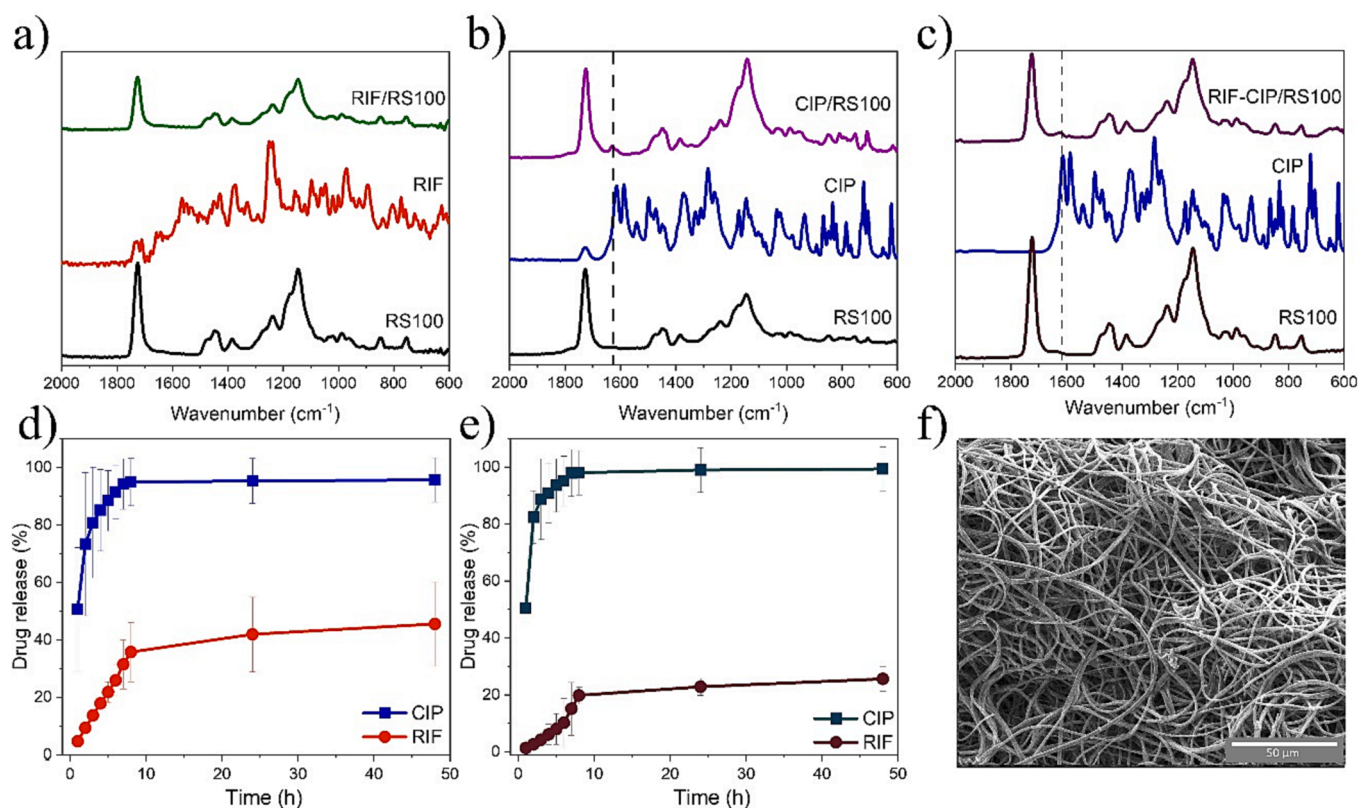 a)
RIF/RS100
RIF
RS100
2000 1800 1600 1400 1200 1000 800 600
Wavenumber (cm⁻¹)
b)
CIP/RS100
CIP
RS100
2000 1800 1600 1400 1200 1000 800 600
Wavenumber (cm⁻¹)
c)
RIF-CIP/RS100
CIP
RS100
2000 1800 1600 1400 1200 1000 800 600
Wavenumber (cm⁻¹)
d)
Drug release (%)
100
80
60
40
20
0
CIP
RIF
0 10 20 30 40 50
Time (h)
e)
Drug release (%)
100
80
60
40
20
0
CIP
RIF
0 10 20 30 40 50
Time (h)
f)
50 µm